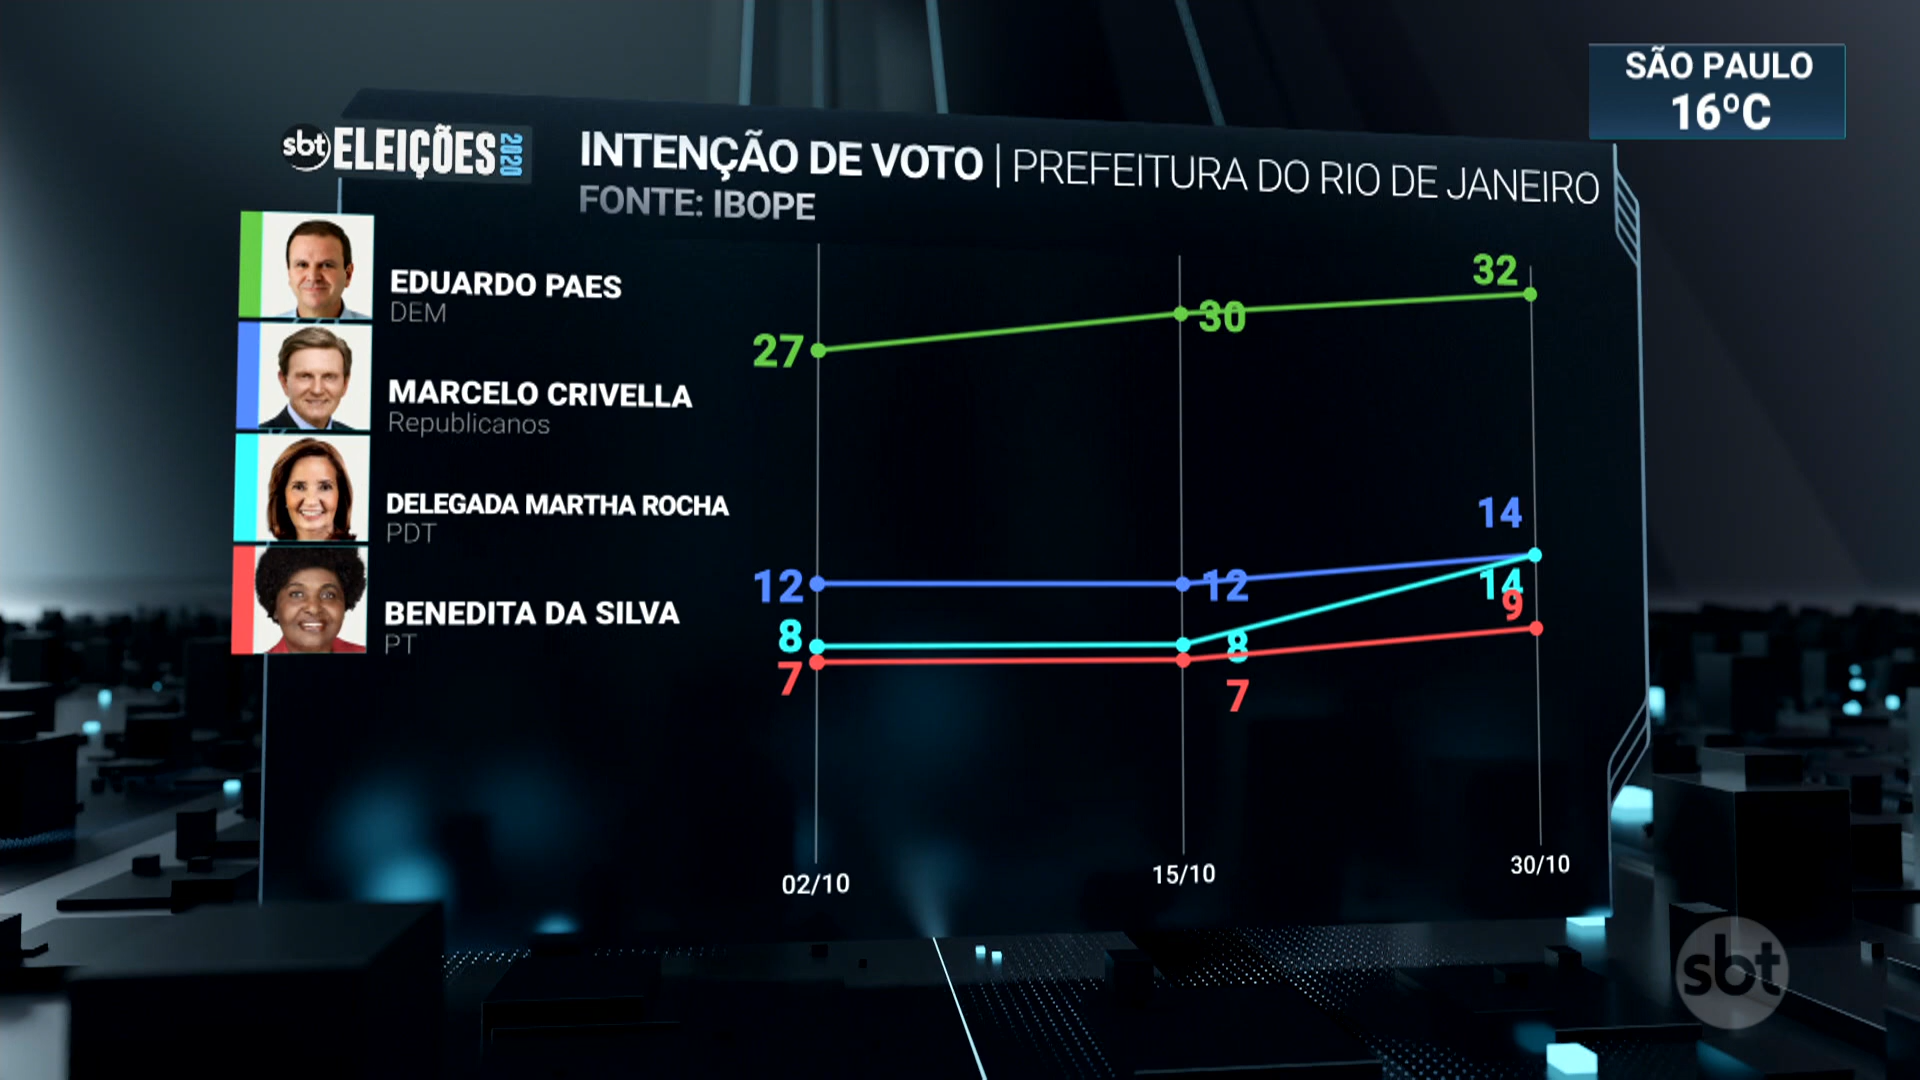 SÃO PAULO
16ºC
sbt ELEIÇÕES 2020
INTENÇÃO DE VOTO | PREFEITURA DO RIO DE JANEIRO
FONTE: IBOPE
EDUARDO PAES
DEM
MARCELO CRIVELLA
Republicanos
DELEGADA MARTHA ROCHA
PDT
BENEDITA DA SILVA
PT
27 30 32
12 12 14
8 8 14
7 7 9
02/10 15/10 30/10
sbt